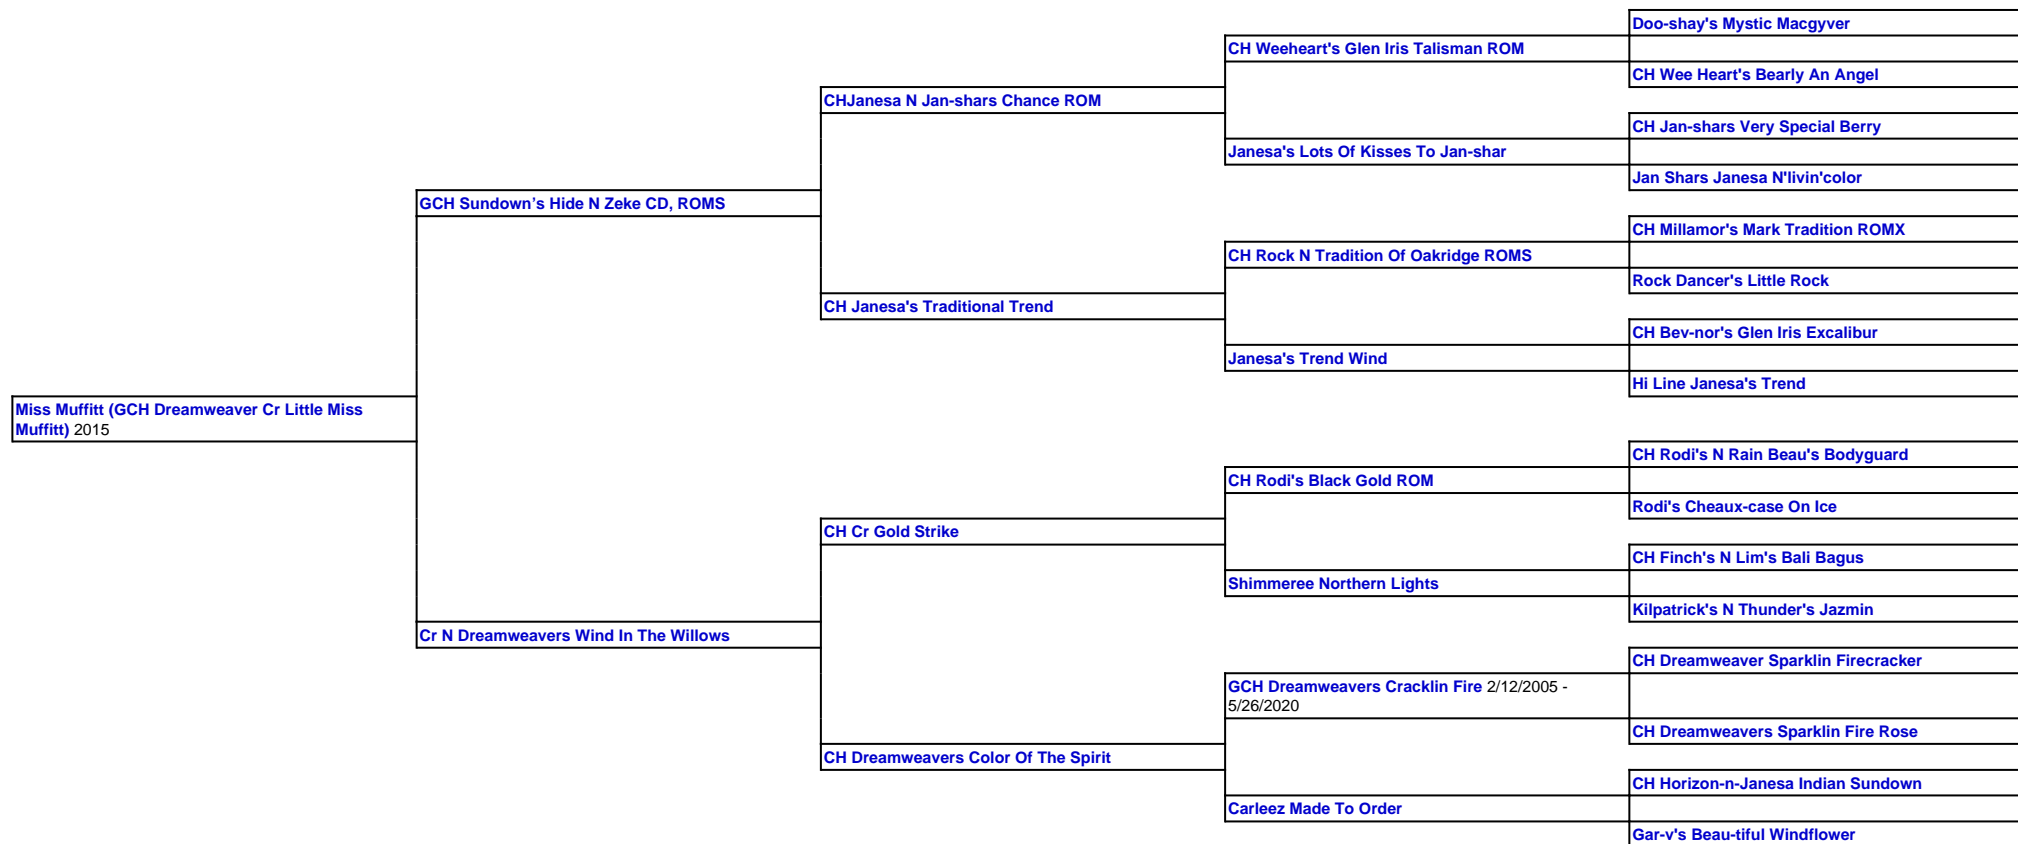 Doo-shay's Mystic Macgyver
CH Weeheart's Glen Iris Talisman ROM
CH Wee Heart's Bearly An Angel
CHJanesa N Jan-shars Chance ROM
CH Jan-shars Very Special Berry
Janesa's Lots Of Kisses To Jan-shar
Jan Shars Janesa N'livin'color
GCH Sundown’s Hide N Zeke CD, ROMS
CH Millamor's Mark Tradition ROMX
CH Rock N Tradition Of Oakridge ROMS
Rock Dancer's Little Rock
CH Janesa's Traditional Trend
CH Bev-nor's Glen Iris Excalibur
Janesa's Trend Wind
Hi Line Janesa's Trend
Miss Muffitt (GCH Dreamweaver Cr Little Miss
Muffitt) 2015
CH Rodi's N Rain Beau's Bodyguard
CH Rodi's Black Gold ROM
Rodi's Cheaux-case On Ice
CH Cr Gold Strike
CH Finch's N Lim's Bali Bagus
Shimmeree Northern Lights
Kilpatrick's N Thunder's Jazmin
Cr N Dreamweavers Wind In The Willows
CH Dreamweaver Sparklin Firecracker
GCH Dreamweavers Cracklin Fire 2/12/2005 -
5/26/2020
CH Dreamweavers Sparklin Fire Rose
CH Dreamweavers Color Of The Spirit
CH Horizon-n-Janesa Indian Sundown
Carleez Made To Order
Gar-v's Beau-tiful Windflower